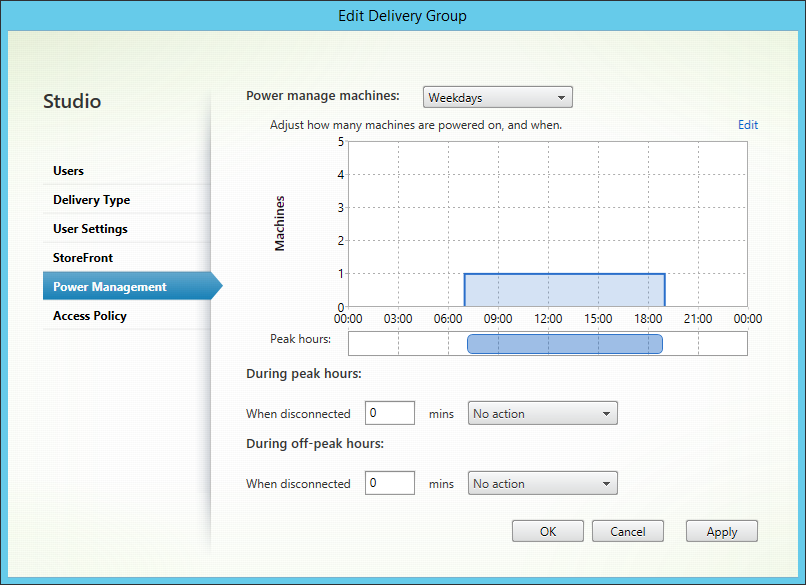 Edit Delivery Group
Studio
Users
Delivery Type
User Settings
StoreFront
Power Management
Access Policy
Power manage machines: Weekdays
Adjust how many machines are powered on, and when. Edit
Machines
5
4
3
2
1
0
00:00 03:00 06:00 09:00 12:00 15:00 18:00 21:00 00:00
Peak hours:
During peak hours:
When disconnected 0 mins No action
During off-peak hours:
When disconnected 0 mins No action
OK Cancel Apply